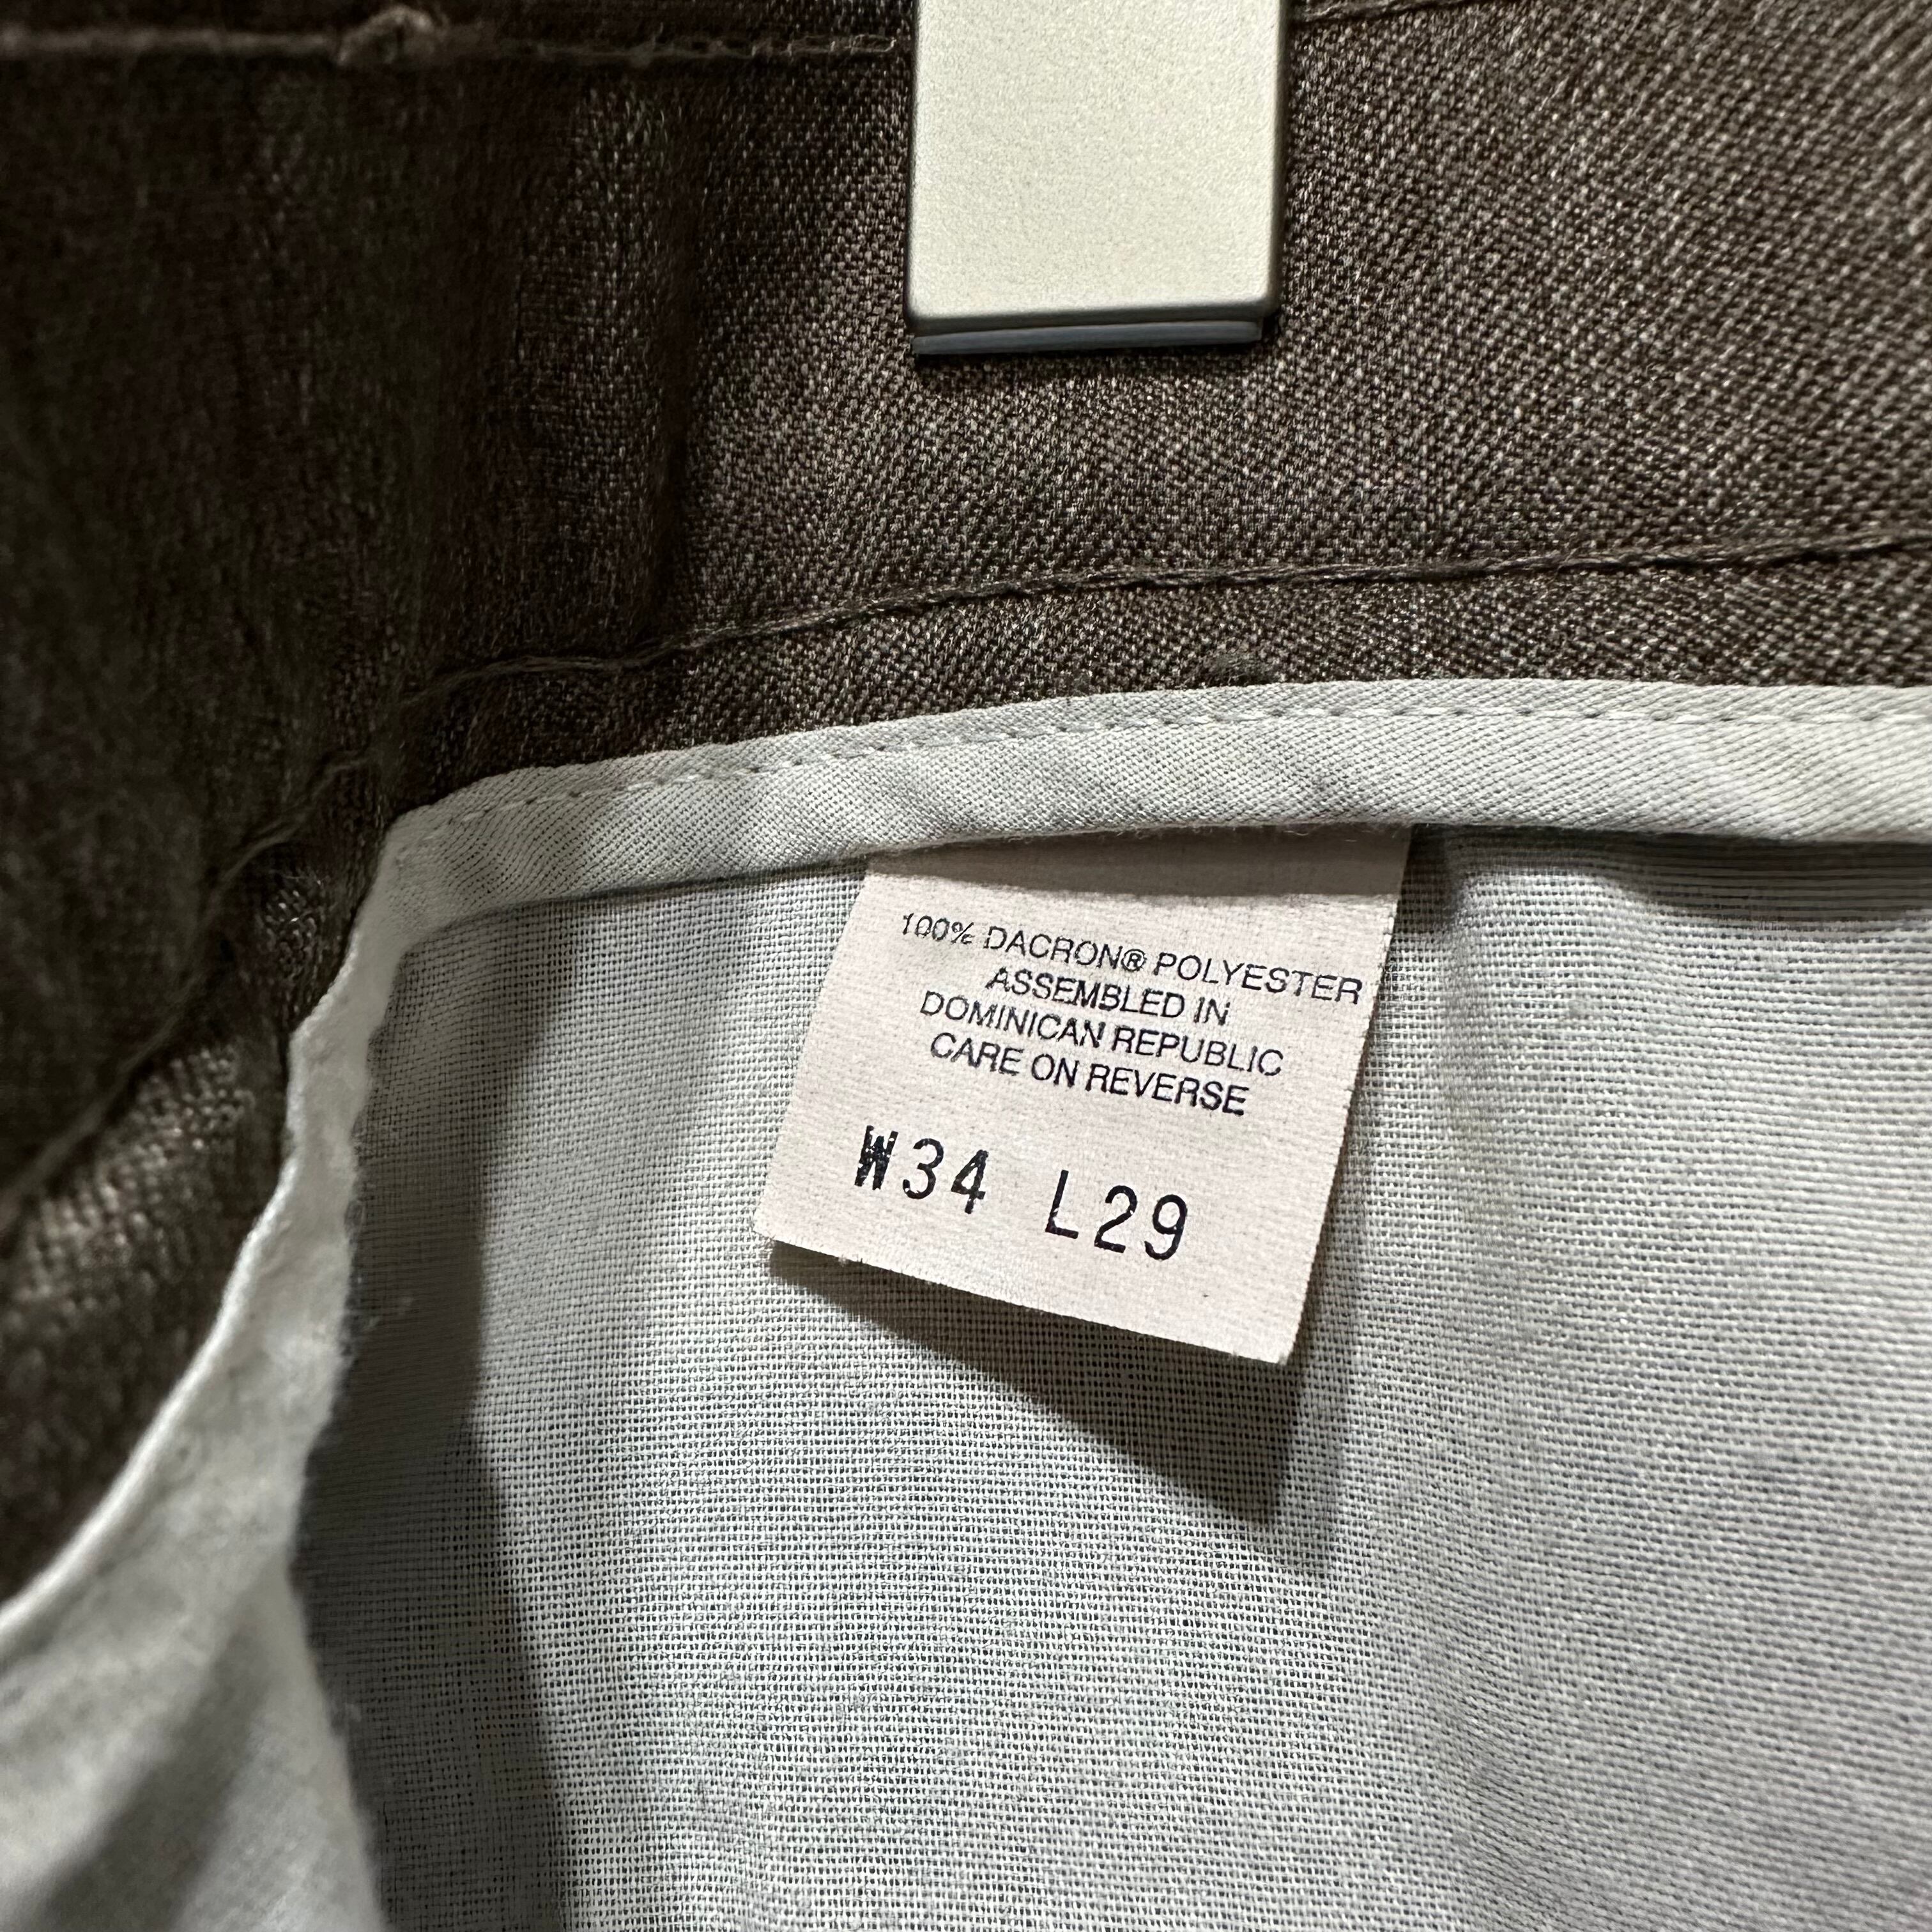 100% DACRON® POLYESTER
ASSEMBLED IN
DOMINICAN REPUBLIC
CARE ON REVERSE
W34 L29